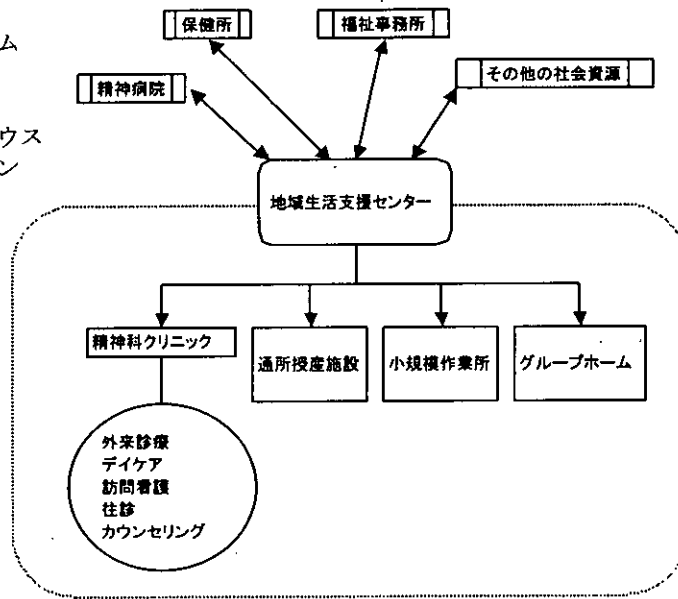 ム
ウス
ン
保健所
福祉事務所
精神病院
その他の社会資源
地域生活支援センター
精神科クリニック
通所授産施設
小規模作業所
グループホーム
外来診療
デイケア
訪問看護
往診
カウンセリング